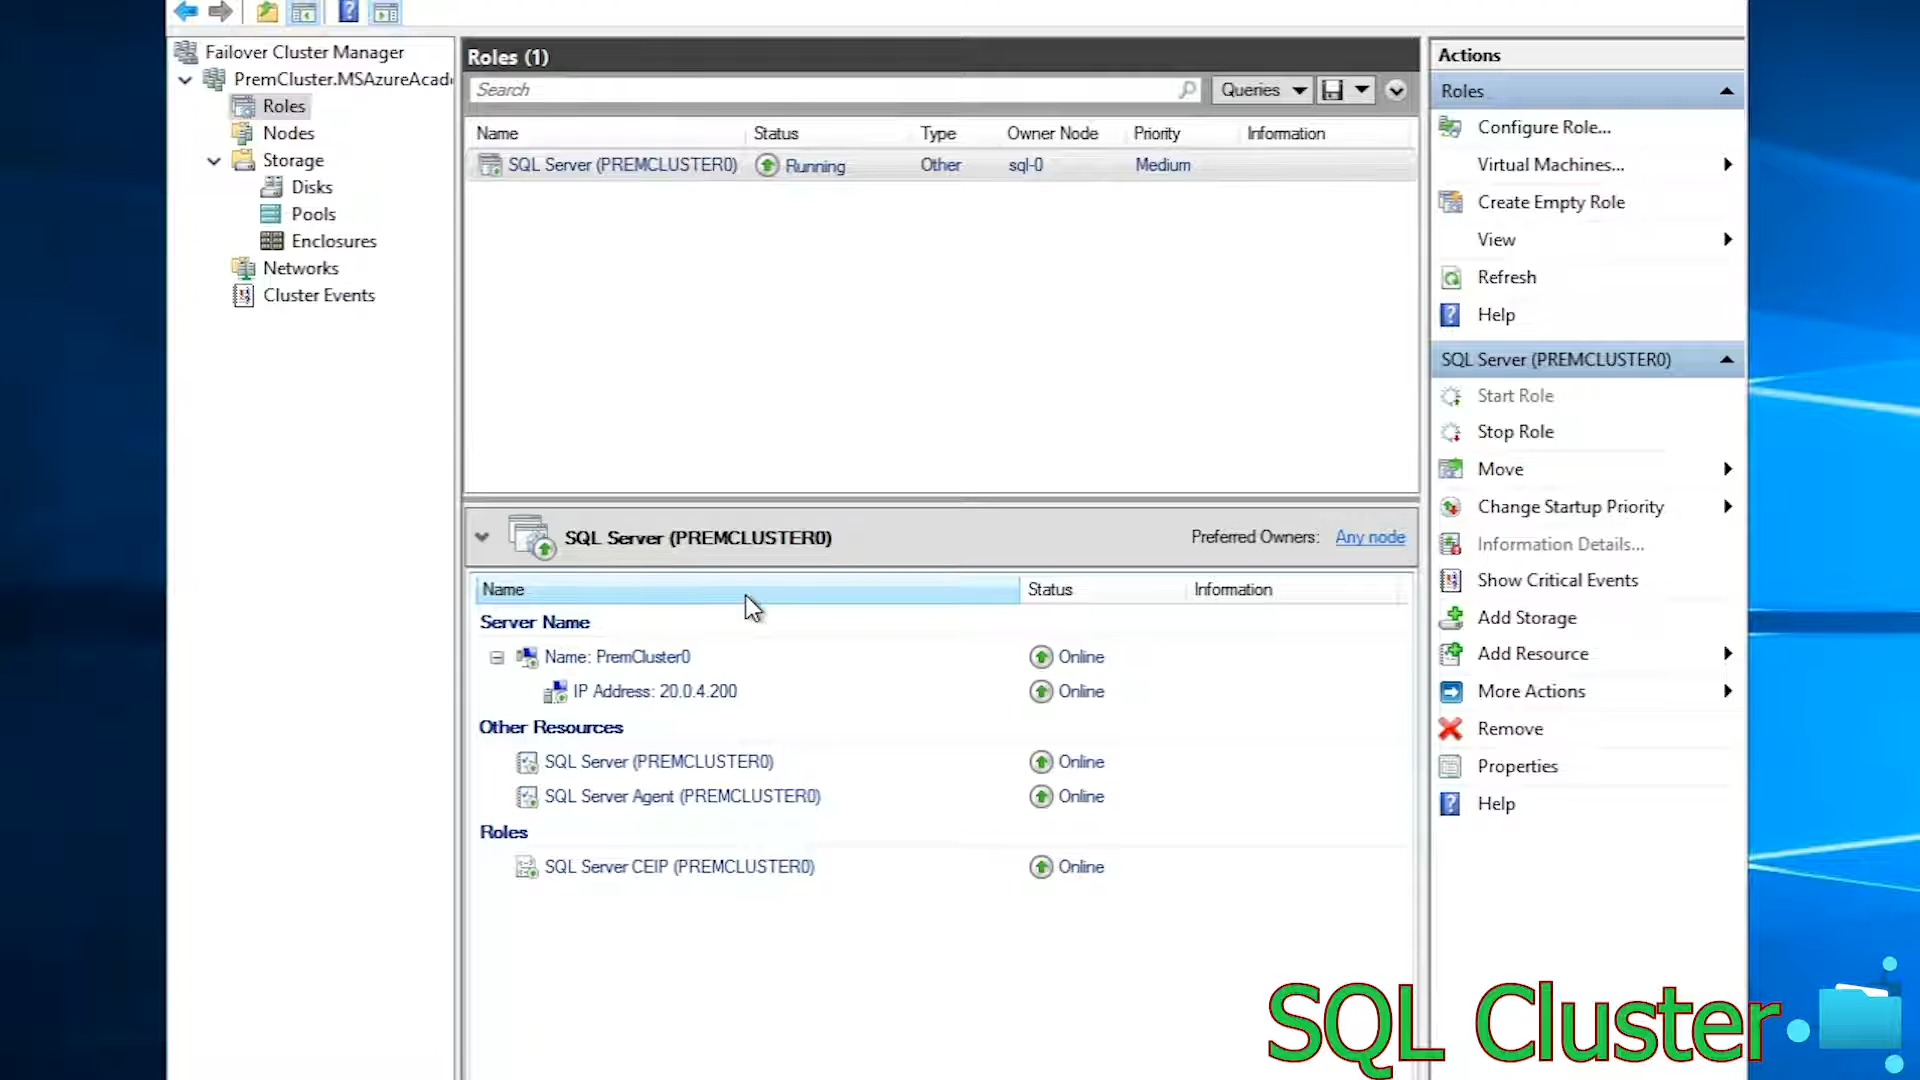 Failover Cluster Manager
PremCluster.MSAzureAcade
Roles
Nodes
Storage
Disks
Pools
Enclosures
Networks
Cluster Events
Roles (1)
Search
Queries
Name Status Type Owner Node Priority Information
SQL Server (PREMCLUSTER0) Running Other sql-0 Medium
SQL Server (PREMCLUSTER0) Preferred Owners: Any node
Name Status Information
Server Name
Name: PremCluster0 Online
IP Address: 20.0.4.200 Online
Other Resources
SQL Server (PREMCLUSTER0) Online
SQL Server Agent (PREMCLUSTER0) Online
Roles
SQL Server CEIP (PREMCLUSTER0) Online
Actions
Roles
Configure Role...
Virtual Machines...
Create Empty Role
View
Refresh
Help
SQL Server (PREMCLUSTER0)
Start Role
Stop Role
Move
Change Startup Priority
Information Details...
Show Critical Events
Add Storage
Add Resource
More Actions
Remove
Properties
Help
SQL Cluster